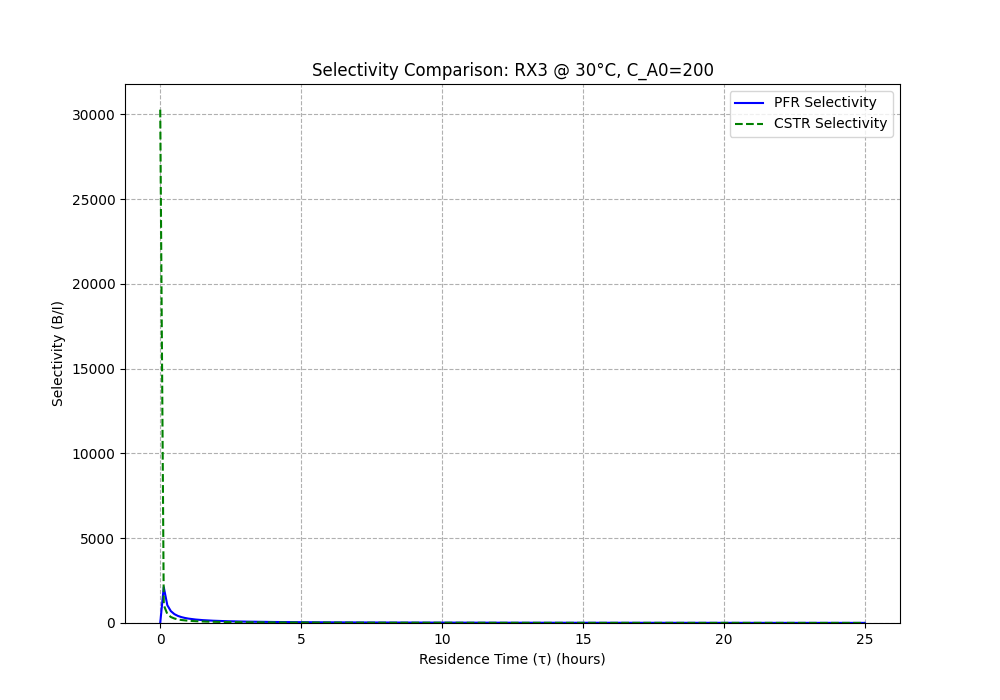 Selectivity Comparison: RX3 @ 30°C, C_A0=200
PFR Selectivity
CSTR Selectivity
30000
25000
20000
15000
10000
5000
0
Selectivity (B/I)
0 5 10 15 20 25
Residence Time (τ) (hours)